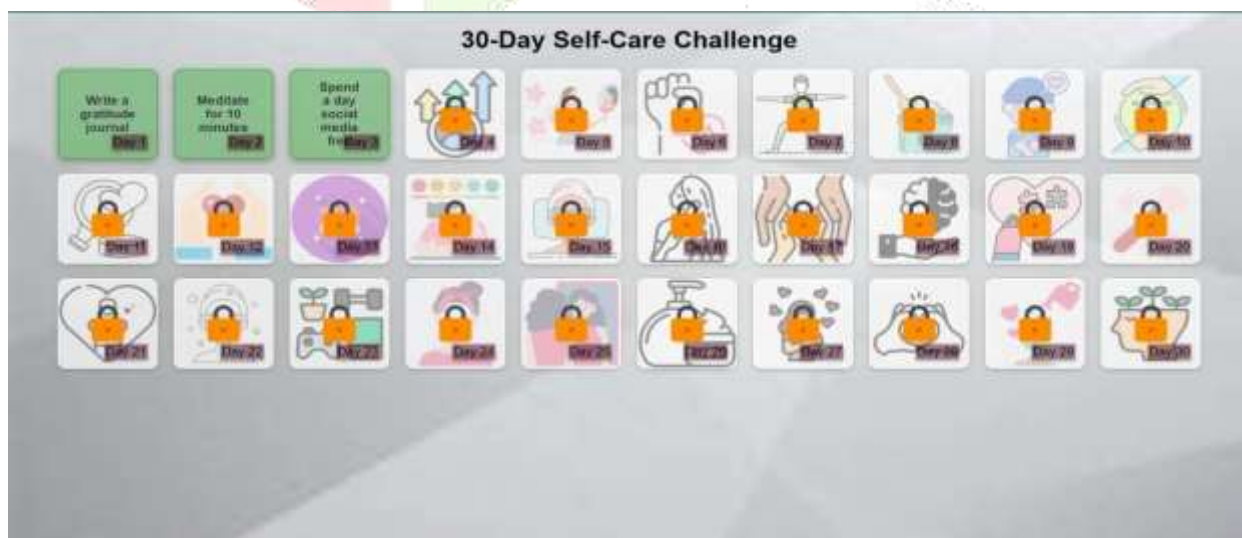 30-Day Self-Care Challenge
Write a
gratitude
journal
Day 1
Meditate
for 10
minutes
Day 2
Spend
a day
social
media
Day 3
Day 4
Day 5
Day 6
Day 7
Day 8
Day 9
Day 10
Day 11
Day 12
Day 13
Day 14
Day 15
Day 16
Day 17
Day 18
Day 19
Day 20
Day 21
Day 22
Day 23
Day 24
Day 25
Day 26
Day 27
Day 28
Day 29
Day 30